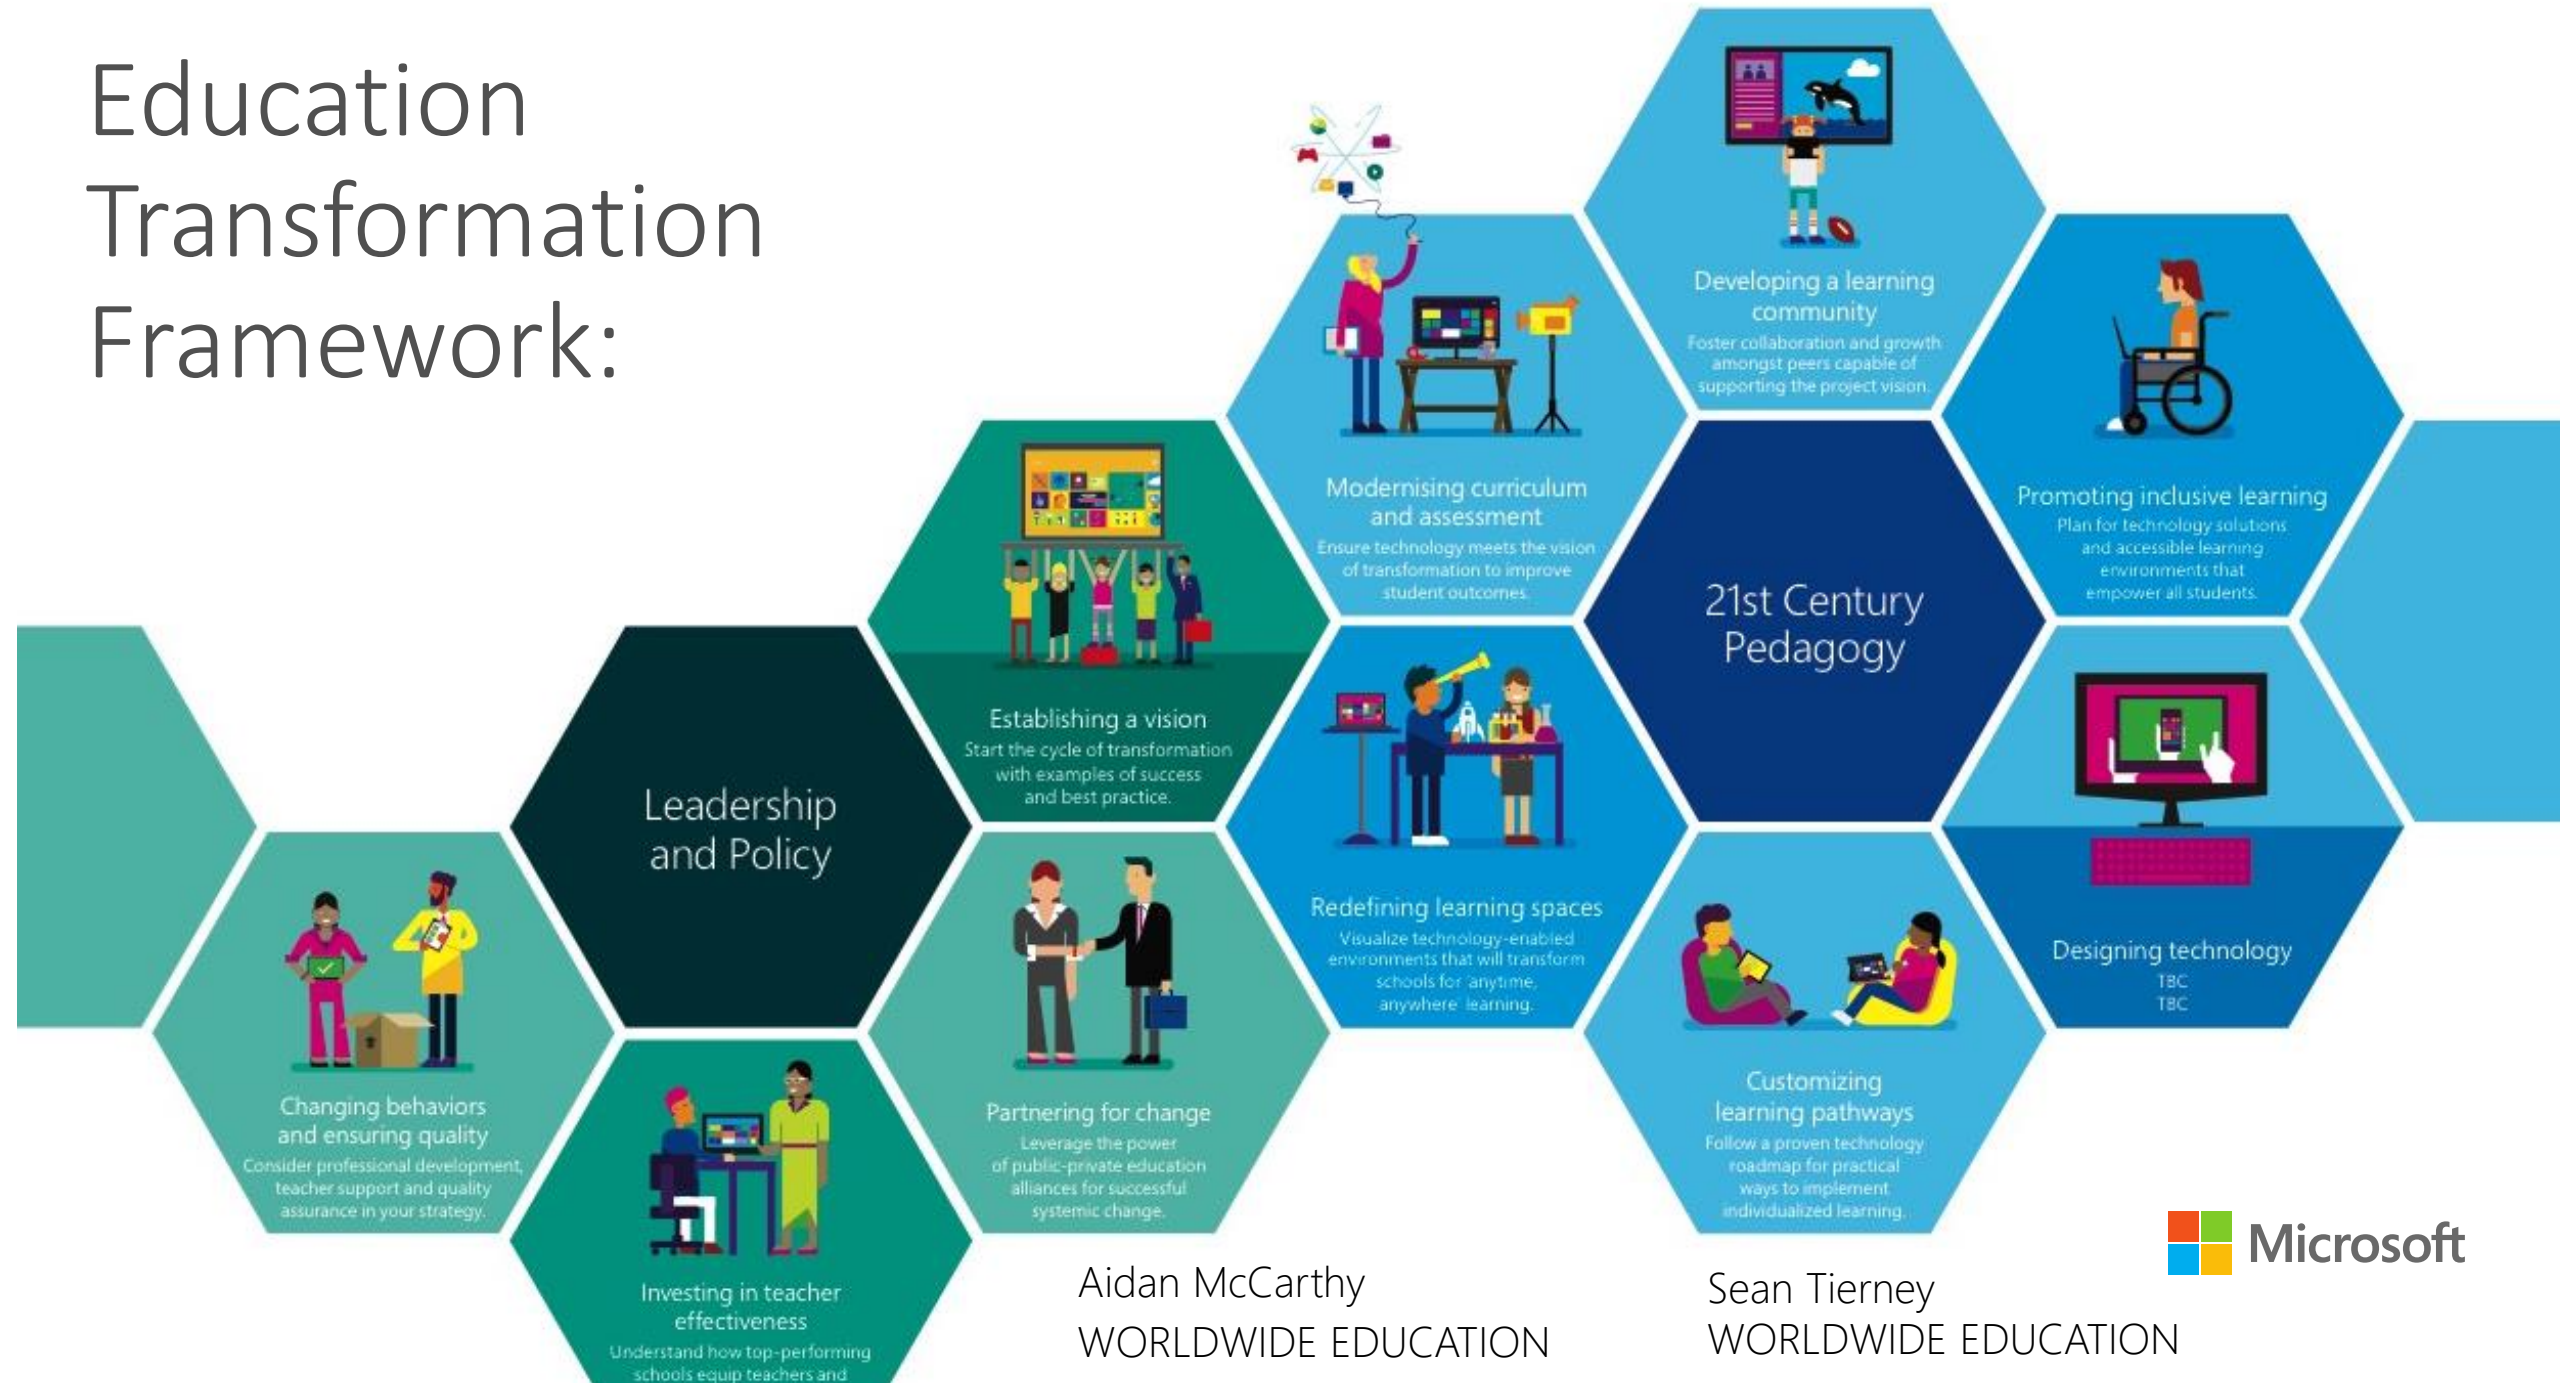 Education
Transformation
Framework:
Developing a learning
community
Foster collaboration and growth
amongst peers capable of
supporting the project vision.
Modernising curriculum
and assessment
Ensure technology meets the vision
of transformation to improve
student outcomes.
Promoting inclusive learning
Plan for technology solutions
and accessible learning
environments that
empower all students.
21st Century
Pedagogy
Establishing a vision
Start the cycle of transformation
with examples of success
and best practice.
Leadership
and Policy
Redefining learning spaces
Visualize technology-enabled
environments that will transform
schools for 'anytime,
anywhere' learning.
Designing technology
TBC
TBC
Changing behaviors
and ensuring quality
Consider professional development,
teacher support and quality
assurance in your strategy.
Partnering for change
Leverage the power
of public-private education
alliances for successful
systemic change.
Customizing
learning pathways
Follow a proven technology
roadmap for practical
ways to implement
individualized learning.
Investing in teacher
effectiveness
Understand how top-performing
schools equip teachers and
Aidan McCarthy
WORLDWIDE EDUCATION
Sean Tierney
WORLDWIDE EDUCATION
Microsoft